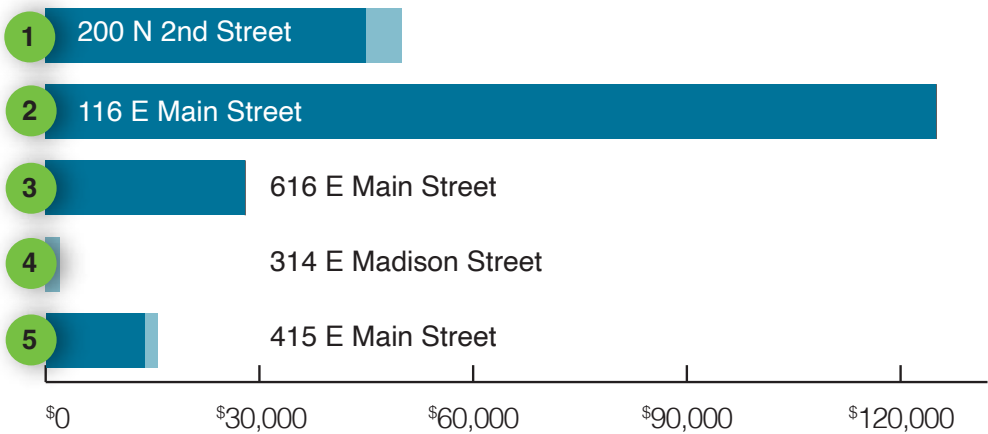 1 200 N 2nd Street
2 116 E Main Street
3 616 E Main Street
4 314 E Madison Street
5 415 E Main Street
$0 $30,000 $60,000 $90,000 $120,000